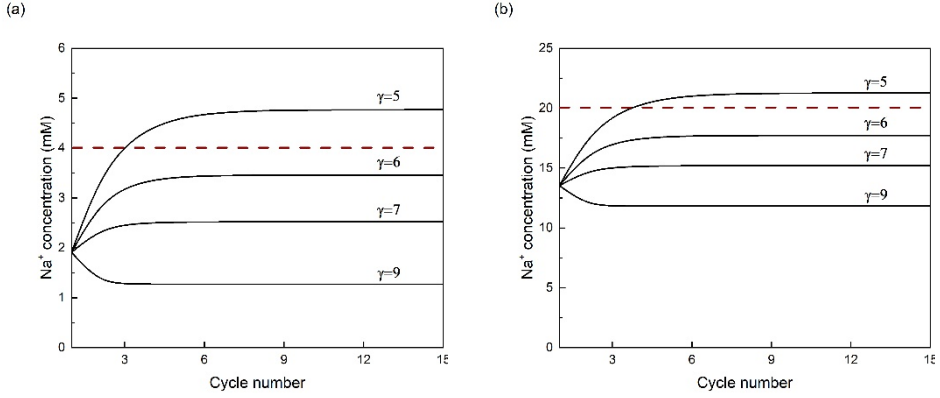 (a)
Na⁺ concentration (mM)
6
5
4
3
2
1
0
γ=5
γ=6
γ=7
γ=9
3
6
9
12
15
Cycle number
(b)
Na⁺ concentration (mM)
25
20
15
10
5
0
γ=5
γ=6
γ=7
γ=9
3
6
9
12
15
Cycle number